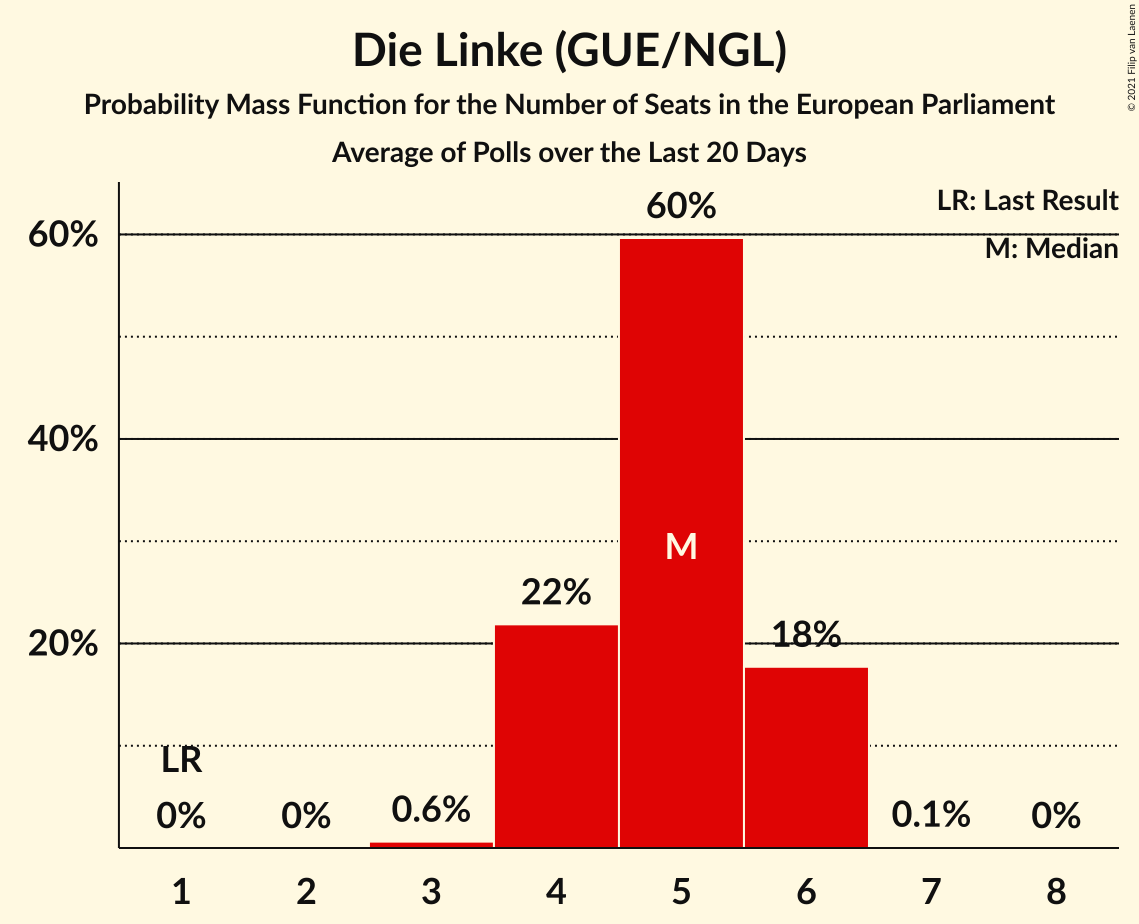 Die Linke (GUE/NGL)
Probability Mass Function for the Number of Seats in the European Parliament
Average of Polls over the Last 20 Days
© 2021 Filip van Laenen
LR: Last Result
M: Median
60%
40%
20%
60%
M
22%
18%
LR
0%
0%
0.6%
0.1%
0%
1 2 3 4 5 6 7 8